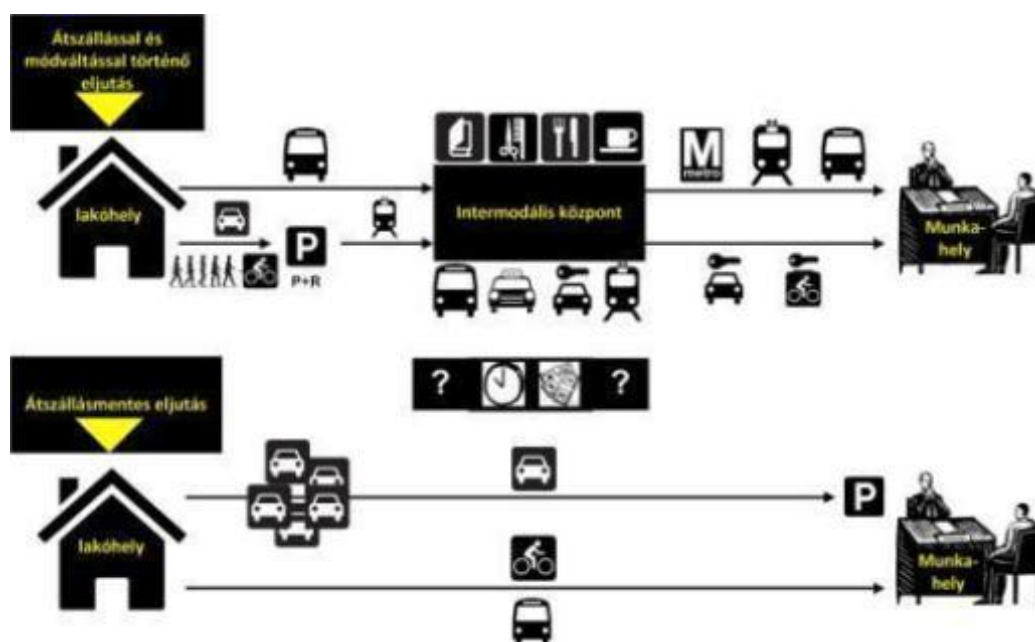 Átszállással és
módváltással történő
eljutás
lakóhely
P
P+R
Intermodális központ
M
metro
Munka-
hely
Átszállásmentes eljutás
? ?
lakóhely
P
Munka-
hely